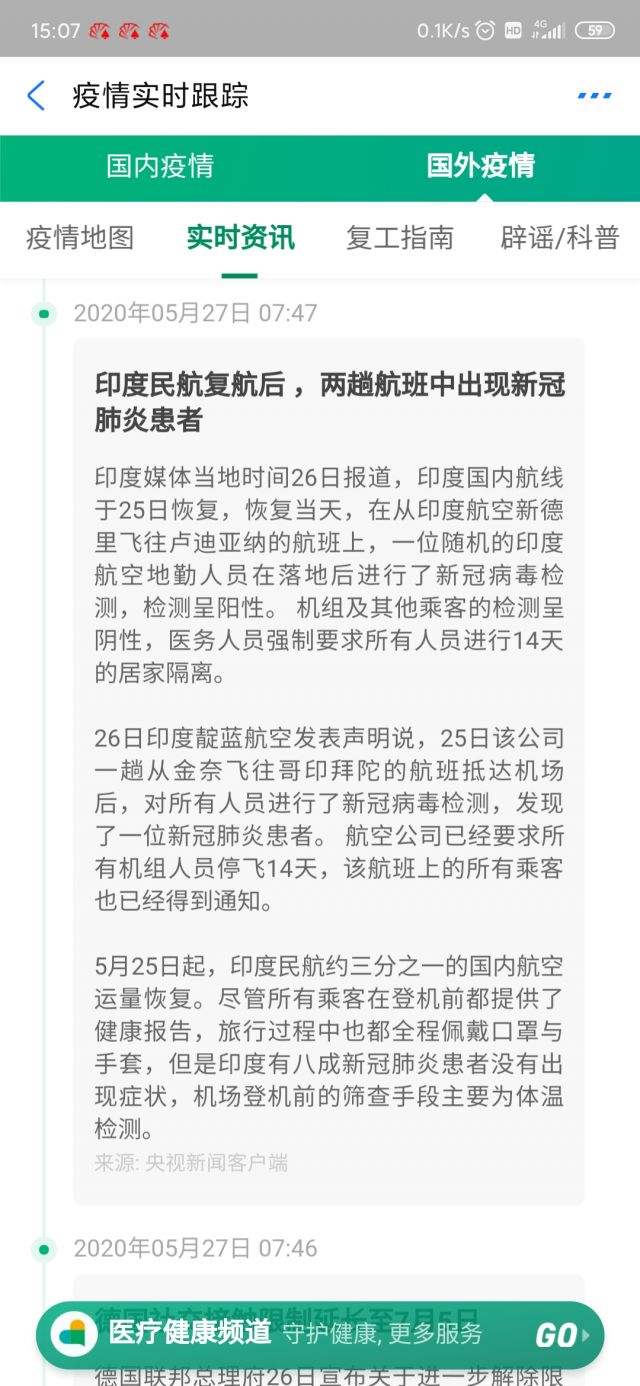 15:07
0.1K/s HD 4G 59
疫情实时跟踪
国内疫情 国外疫情
疫情地图 实时资讯 复工指南 辟谣/科普
2020年05月27日 07:47
印度民航复航后，两趟航班中出现新冠
肺炎患者
印度媒体当地时间26日报道，印度国内航线
于25日恢复，恢复当天，在从印度航空新德
里飞往卢迪亚纳的航班上，一位随机的印度
航空地勤人员在落地后进行了新冠病毒检
测，检测呈阳性。 机组及其他乘客的检测呈
阴性，医务人员强制要求所有人员进行14天
的居家隔离。
26日印度靛蓝航空发表声明说，25日该公司
一趟从金奈飞往哥印拜陀的航班抵达机场
后，对所有人员进行了新冠病毒检测，发现
了一位新冠肺炎患者。 航空公司已经要求所
有机组人员停飞14天，该航班上的所有乘客
也已经得到通知。
5月25日起，印度民航约三分之一的国内航空
运量恢复。尽管所有乘客在登机前都提供了
健康报告，旅行过程中也都全程佩戴口罩与
手套，但是印度有八成新冠肺炎患者没有出
现症状，机场登机前的筛查手段主要为体温
检测。
来源: 央视新闻客户端
2020年05月27日 07:46
德国社交接触限制延长至7月5日
医疗健康频道 守护健康, 更多服务 GO
德国联邦总理府26日宣布关于进一步解除限